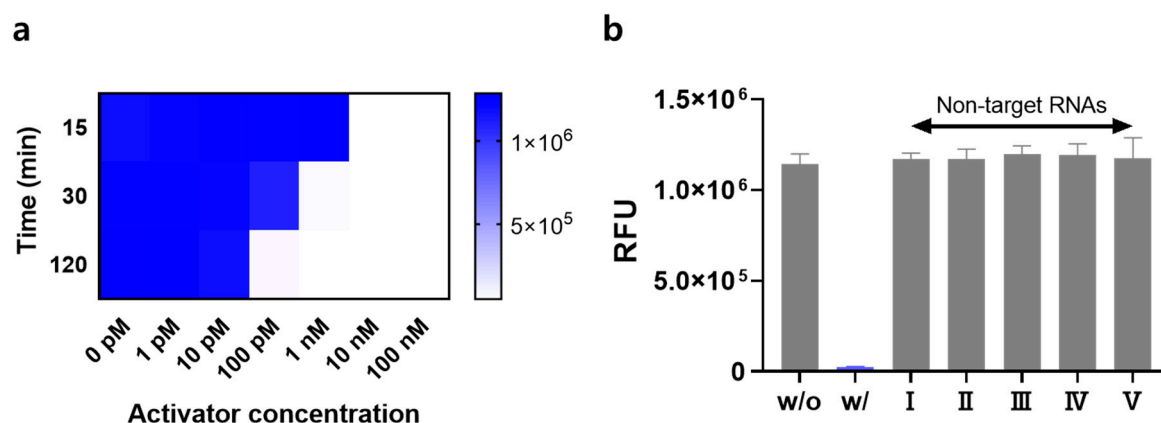 a
Time (min)
15
30
120
0 pM
1 pM
10 pM
100 pM
1 nM
10 nM
100 nM
Activator concentration
1×10⁶
5×10⁵
b
RFU
1.5×10⁶
1.0×10⁶
5.0×10⁵
0
Non-target RNAs
w/o w/ Ⅰ Ⅱ Ⅲ Ⅳ Ⅴ